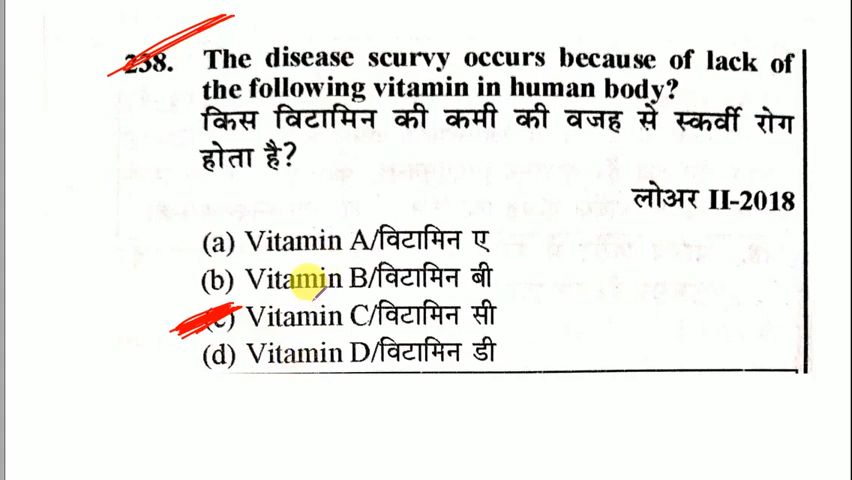 238. The disease scurvy occurs because of lack of
the following vitamin in human body?
किस विटामिन की कमी की वजह से स्कर्वी रोग
होता है?
लोअर II-2018
(a) Vitamin A/विटामिन ए
(b) Vitamin B/विटामिन बी
(c) Vitamin C/विटामिन सी
(d) Vitamin D/विटामिन डी